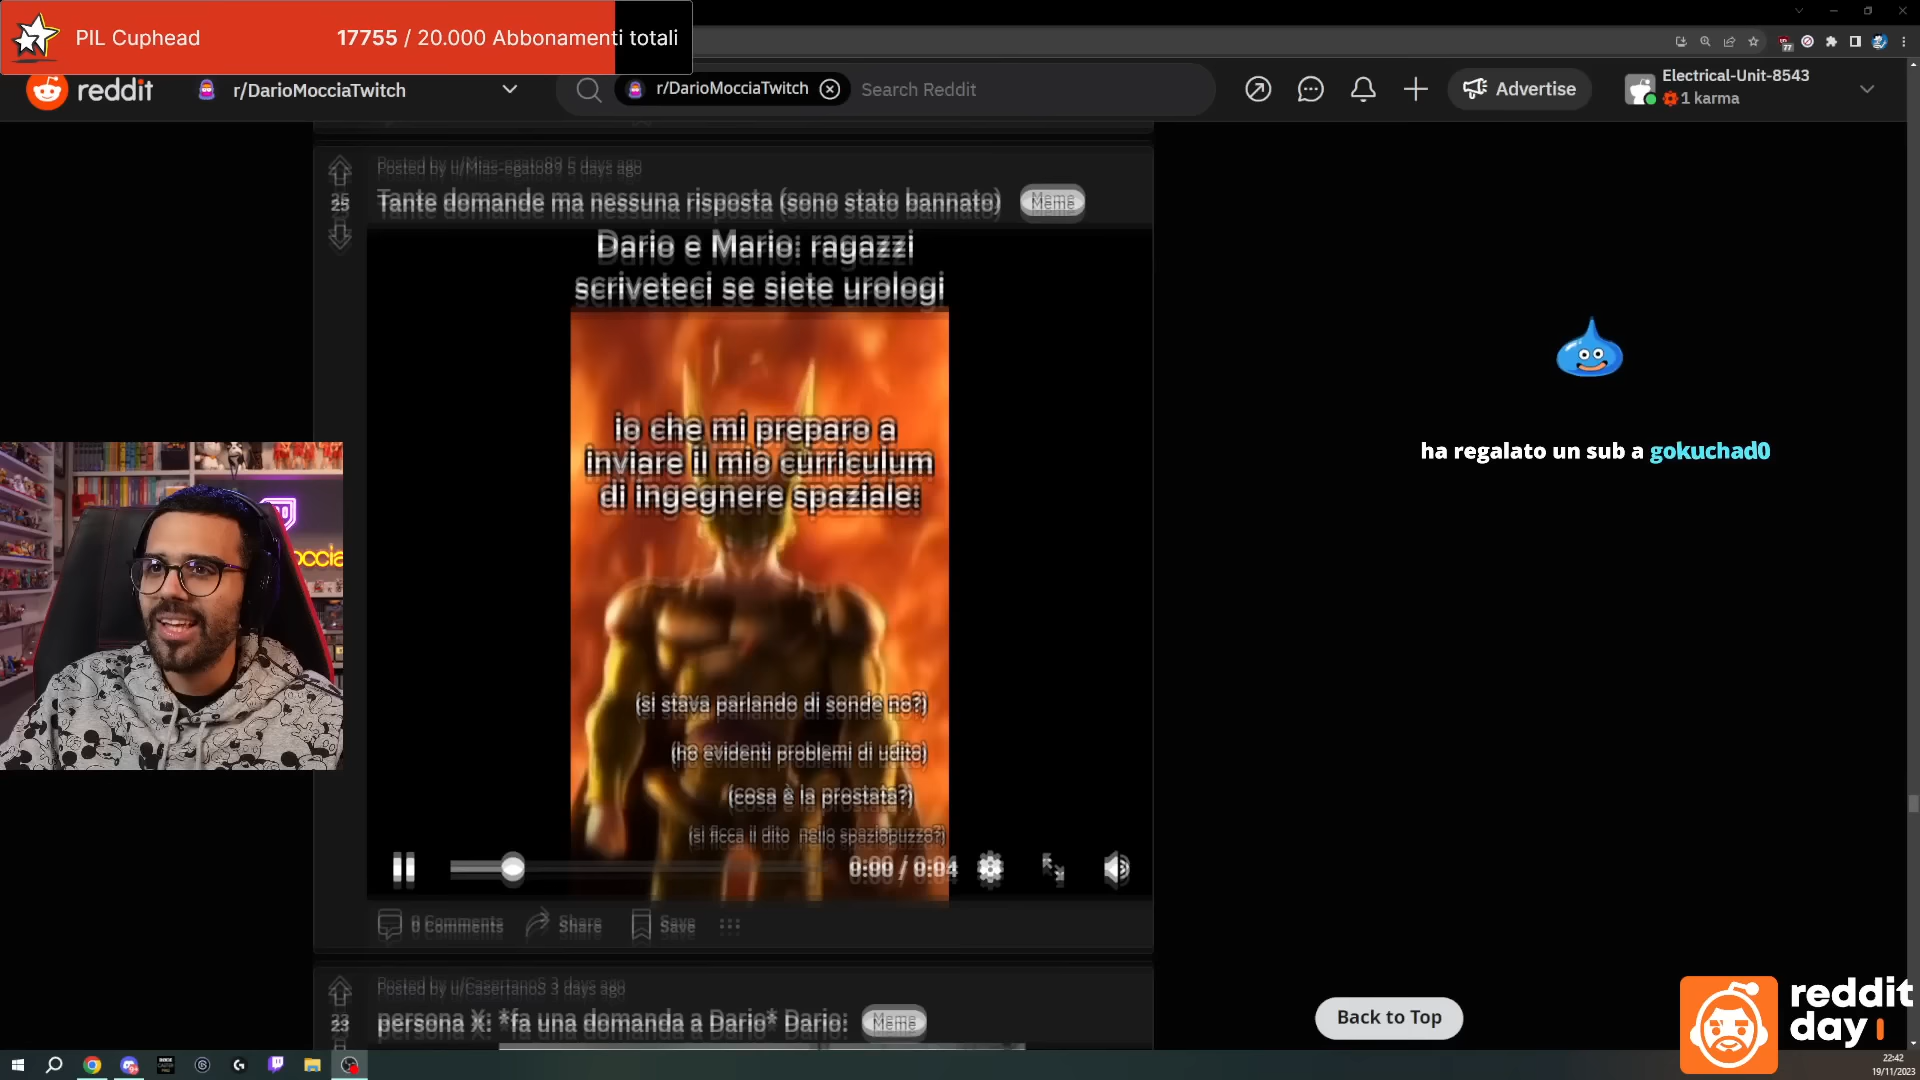 PIL Cuphead
17755 / 20.000 Abbonamenti totali
reddit
r/DarioMocciaTwitch
r/DarioMocciaTwitch
Search Reddit
Advertise
Electrical-Unit-8543
1 karma
Posted by u/Mias-egato89 5 days ago
25
Tante domande ma nessuna risposta (sono stato bannato)
Meme
Dario e Mario: ragazzi
scriveteci se siete urologi
io che mi preparo a
inviare il mio curriculum
di ingegnere spaziale:
(si stava parlando di sonde no?)
(ho evidenti problemi di udito)
(cosa è la prostata?)
(si ficca il dito nello spaziopuzzo?)
0:00 / 0:04
0 Comments
Share
Save
ha regalato un sub a gokuchad0
Posted by u/CasertanoS 3 days ago
23
persona X: *fa una domanda a Dario* Dario:
Meme
Back to Top
reddit
day
22:42
19/11/2023